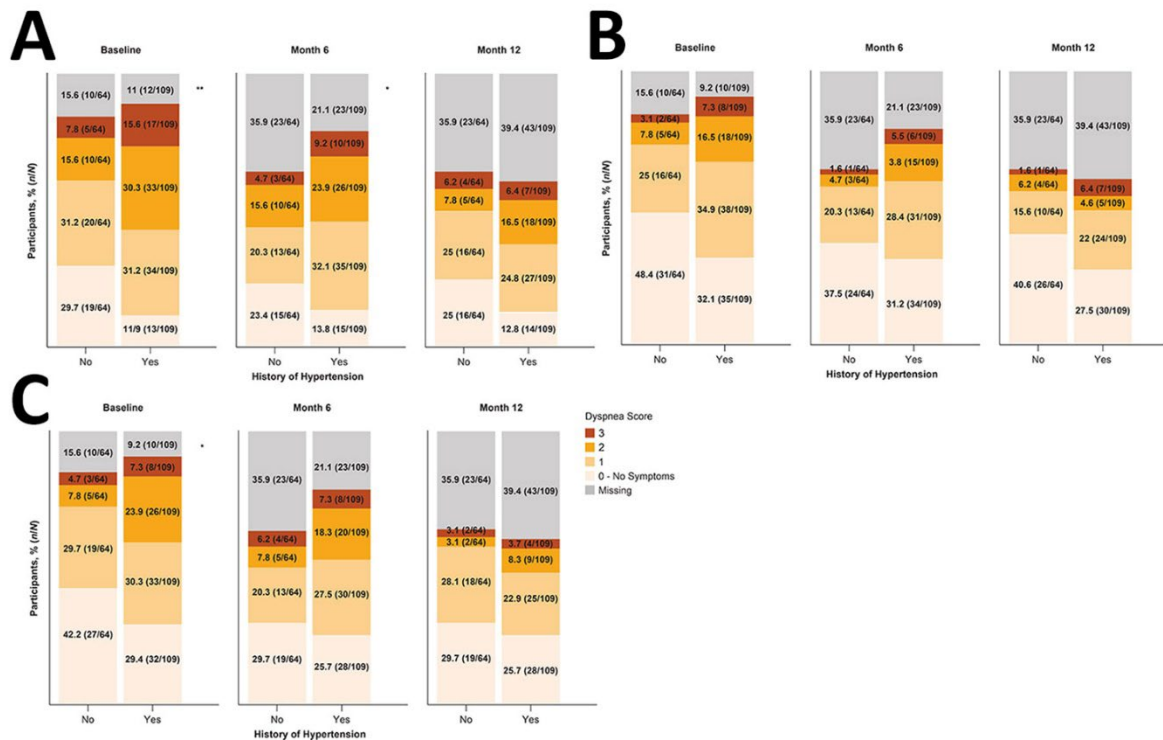 A
Baseline
Month 6
Month 12
Participants, % (n/N)
15.6 (10/64)
7.8 (5/64)
15.6 (10/64)
31.2 (20/64)
29.7 (19/64)
11 (12/109)
15.6 (17/109)
30.3 (33/109)
31.2 (34/109)
11/9 (13/109)
**
35.9 (23/64)
4.7 (3/64)
15.6 (10/64)
20.3 (13/64)
23.4 (15/64)
21.1 (23/109)
9.2 (10/109)
23.9 (26/109)
32.1 (35/109)
13.8 (15/109)
*
35.9 (23/64)
6.2 (4/64)
7.8 (5/64)
25 (16/64)
25 (16/64)
39.4 (43/109)
6.4 (7/109)
16.5 (18/109)
24.8 (27/109)
12.8 (14/109)
No
Yes
No
Yes
No
Yes
History of Hypertension
B
Baseline
Month 6
Month 12
Participants, % (n/N)
15.6 (10/64)
3.1 (2/64)
7.8 (5/64)
25 (16/64)
48.4 (31/64)
9.2 (10/109)
7.3 (8/109)
16.5 (18/109)
34.9 (38/109)
32.1 (35/109)
35.9 (23/64)
1.6 (1/64)
4.7 (3/64)
20.3 (13/64)
37.5 (24/64)
21.1 (23/109)
5.5 (6/109)
3.8 (15/109)
28.4 (31/109)
31.2 (34/109)
35.9 (23/64)
1.6 (1/64)
6.2 (4/64)
15.6 (10/64)
40.6 (26/64)
39.4 (43/109)
6.4 (7/109)
4.6 (5/109)
22 (24/109)
27.5 (30/109)
No
Yes
No
Yes
No
Yes
History of Hypertension
C
Baseline
Month 6
Month 12
Participants, % (n/N)
15.6 (10/64)
4.7 (3/64)
7.8 (5/64)
29.7 (19/64)
42.2 (27/64)
9.2 (10/109)
7.3 (8/109)
23.9 (26/109)
30.3 (33/109)
29.4 (32/109)
*
35.9 (23/64)
6.2 (4/64)
7.8 (5/64)
20.3 (13/64)
29.7 (19/64)
21.1 (23/109)
7.3 (8/109)
18.3 (20/109)
27.5 (30/109)
25.7 (28/109)
35.9 (23/64)
3.1 (2/64)
3.1 (2/64)
28.1 (18/64)
29.7 (19/64)
39.4 (43/109)
3.7 (4/109)
8.3 (9/109)
22.9 (25/109)
25.7 (28/109)
No
Yes
No
Yes
No
Yes
History of Hypertension
Dyspnea Score
3
2
1
0 - No Symptoms
Missing